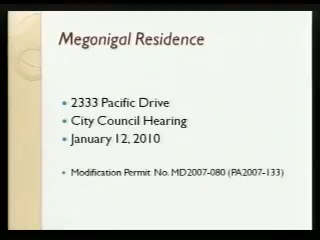 Megonigal Residence
2333 Pacific Drive
City Council Hearing
January 12, 2010
Modification Permit No. MD2007-080 (PA2007-133)